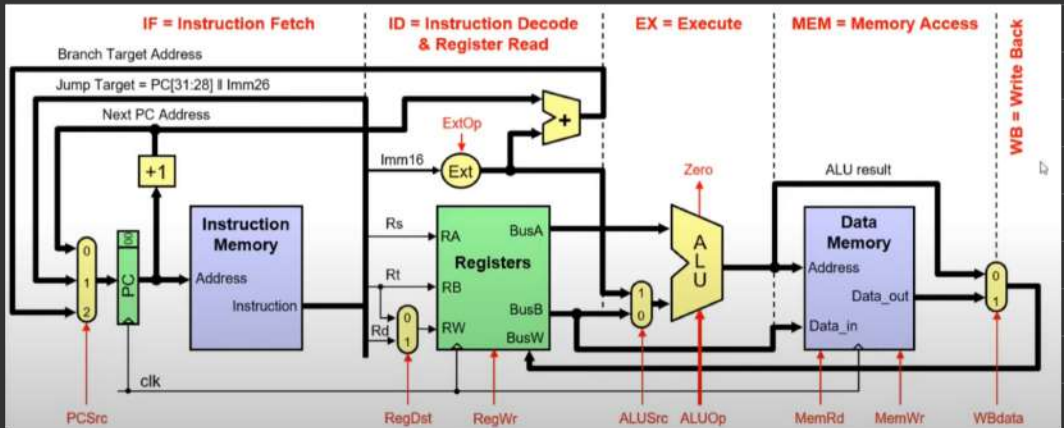 IF = Instruction Fetch
ID = Instruction Decode
& Register Read
EX = Execute
MEM = Memory Access
WB = Write Back
Branch Target Address
Jump Target = PC[31:28] ‖ Imm26
Next PC Address
+1
+
ExtOp
Imm16
Ext
Zero
ALU result
0
1
2
PC
00
Instruction
Memory
Address
Instruction
Rs
Rt
Rd
0
1
RA
RB
RW
Registers
BusA
BusB
BusW
1
0
A
L
U
Data
Memory
Address
Data_out
Data_in
0
1
clk
PCSrc
RegDst
RegWr
ALUSrc
ALUOp
MemRd
MemWr
WBdata